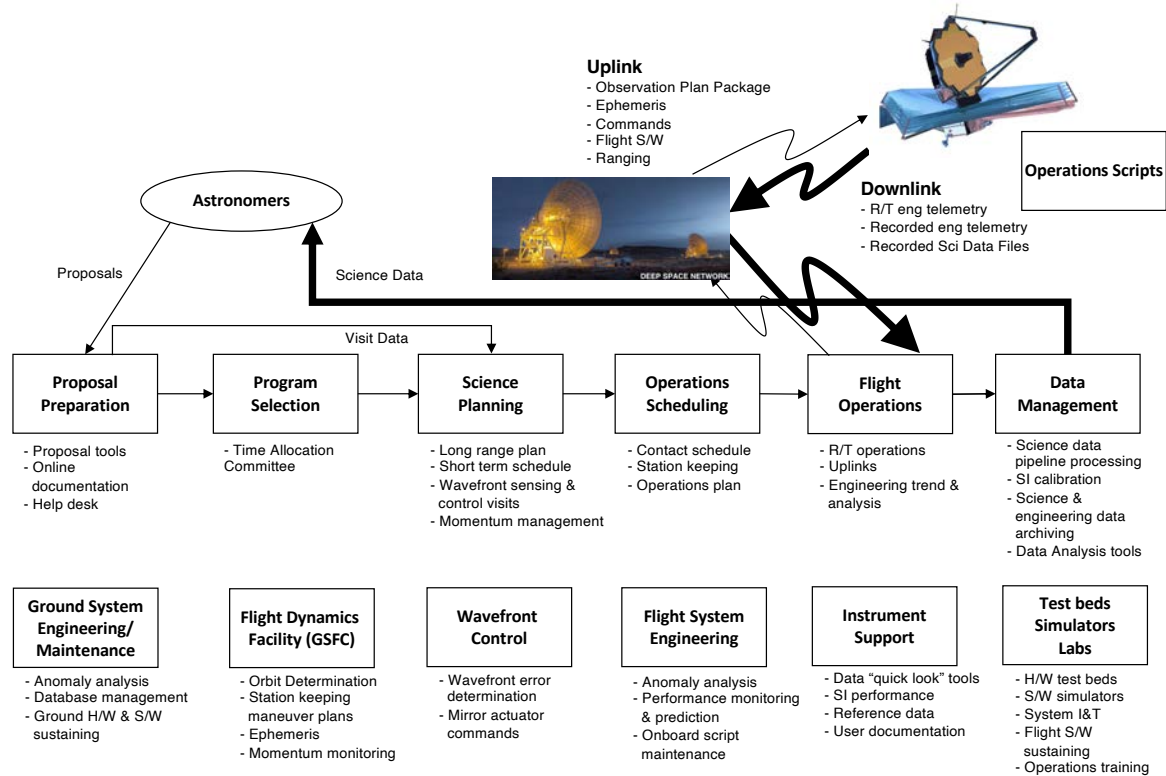 Uplink
- Observation Plan Package
- Ephemeris
- Commands
- Flight S/W
- Ranging
Operations Scripts
Downlink
- R/T eng telemetry
- Recorded eng telemetry
- Recorded Sci Data Files
DEEP SPACE NETWORK
Astronomers
Proposals
Science Data
Visit Data
Proposal
Preparation
- Proposal tools
- Online
documentation
- Help desk
Program
Selection
- Time Allocation
Committee
Science
Planning
- Long range plan
- Short term schedule
- Wavefront sensing &
control visits
- Momentum management
Operations
Scheduling
- Contact schedule
- Station keeping
- Operations plan
Flight
Operations
- R/T operations
- Uplinks
- Engineering trend &
analysis
Data
Management
- Science data
pipeline processing
- SI calibration
- Science &
engineering data
archiving
- Data Analysis tools
Ground System
Engineering/
Maintenance
- Anomaly analysis
- Database management
- Ground H/W & S/W
sustaining
Flight Dynamics
Facility (GSFC)
- Orbit Determination
- Station keeping
maneuver plans
- Ephemeris
- Momentum monitoring
Wavefront
Control
- Wavefront error
determination
- Mirror actuator
commands
Flight System
Engineering
- Anomaly analysis
- Performance monitoring
& prediction
- Onboard script
maintenance
Instrument
Support
- Data “quick look” tools
- SI performance
- Reference data
- User documentation
Test beds
Simulators
Labs
- H/W test beds
- S/W simulators
- System I&T
- Flight S/W
sustaining
- Operations training